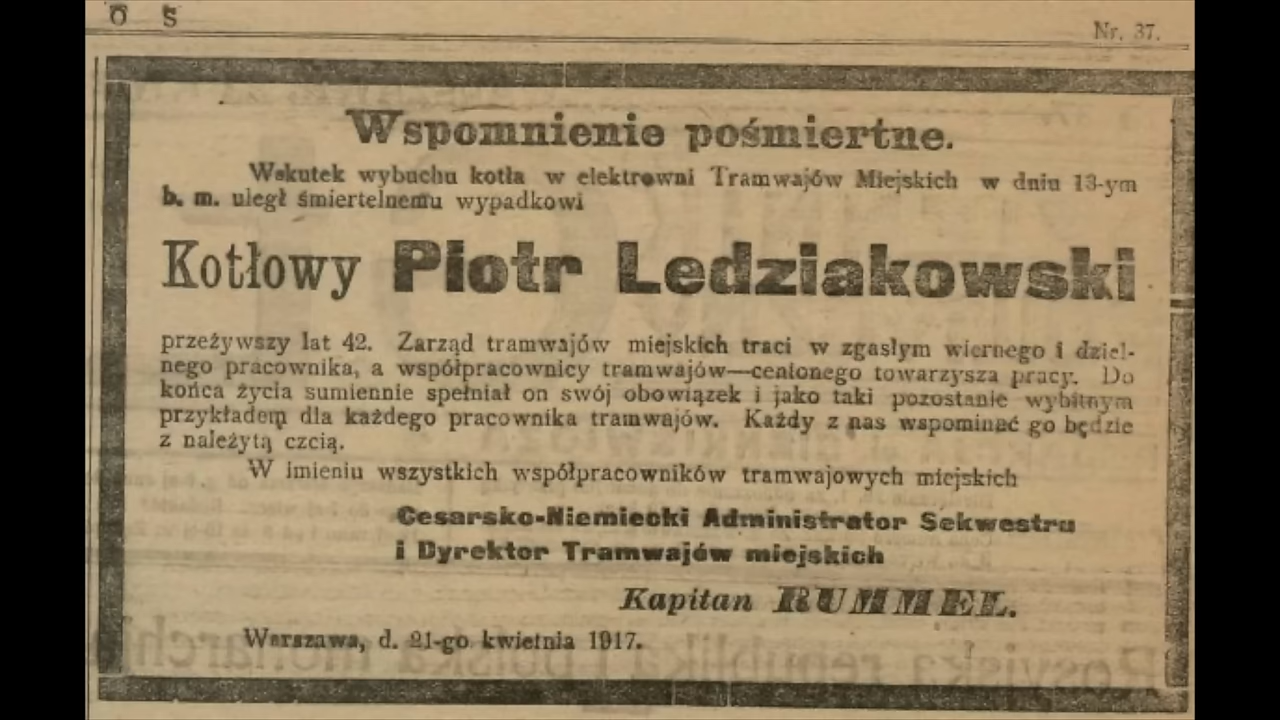 O S
Nr. 37.
Wspomnienie pośmiertne.
Wskutek wybuchu kotła w elektrowni Tramwajów Miejskich w dniu 13-ym
b. m. uległ śmiertelnemu wypadkowi
Kotłowy Piotr Ledziakowski
przeżywszy lat 42. Zarząd tramwajów miejskich traci w zgasłym wiernego i dziel-
nego pracownika, a współpracownicy tramwajów—cenionego towarzysza pracy. Do
końca życia sumiennie spełniał on swój obowiązek i jako taki pozostanie wybitnym
przykładem dla każdego pracownika tramwajów. Każdy z nas wspominać go będzie
z należytą czcią.
W imieniu wszystkich współpracowników tramwajowych miejskich
Cesarsko-Niemiecki Administrator Sekwestru
i Dyrektor Tramwajów miejskich
Kapitan RUMMEL.
Warszawa, d. 21-go kwietnia 1917.